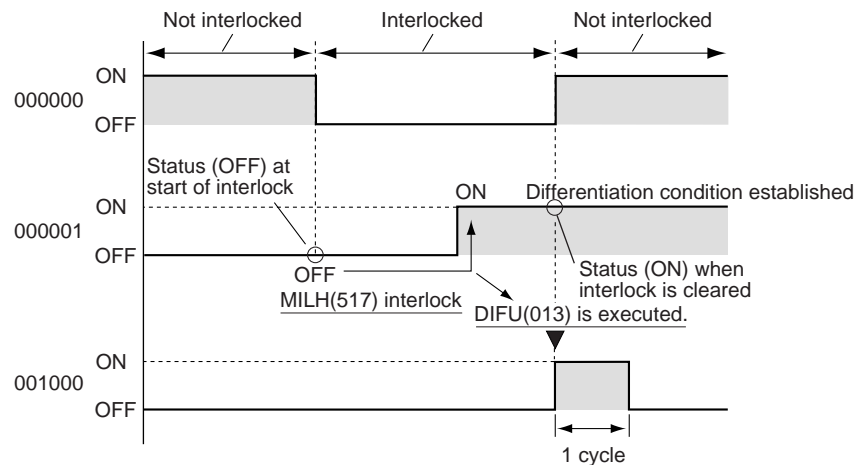 Not interlocked Interlocked Not interlocked
ON
000000
OFF
Status (OFF) at
start of interlock
ON Differentiation condition established
ON
000001
OFF
OFF
Status (ON) when
interlock is cleared
MILH(517) interlock
DIFU(013) is executed.
ON
001000
OFF
1 cycle